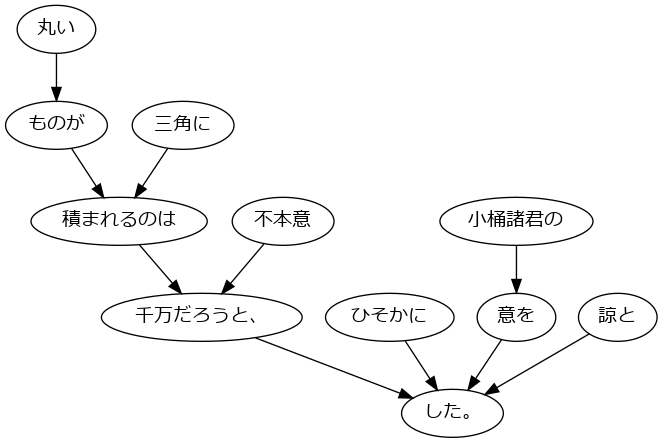 丸い
ものが
三角に
積まれるのは
不本意
小桶諸君の
千万だろうと、
ひそかに
意を
諒と
した。